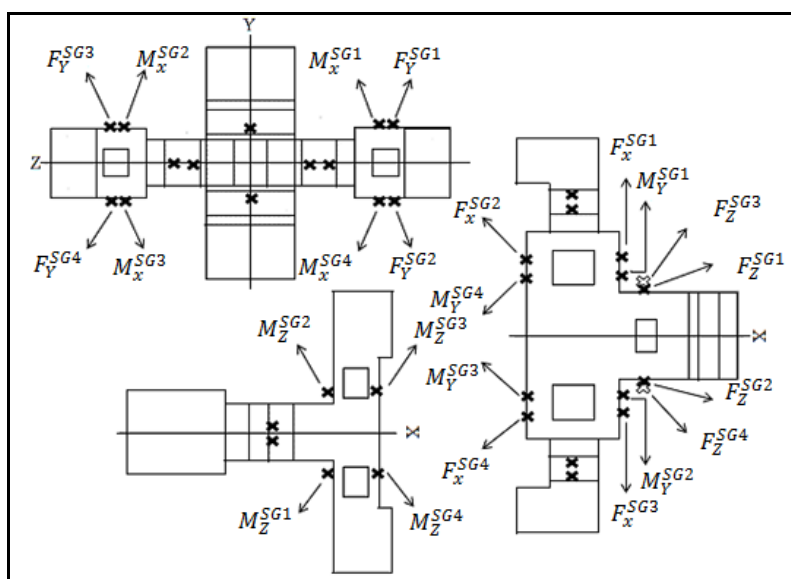 Y
F_Y^{SG3} M_x^{SG2} M_x^{SG1} F_Y^{SG1}
Z
F_Y^{SG4} M_x^{SG3} M_x^{SG4} F_Y^{SG2}
M_Z^{SG2} M_Z^{SG3}
X
M_Z^{SG1} M_Z^{SG4}
F_x^{SG1}
M_Y^{SG1}
F_x^{SG2} F_Z^{SG3}
F_Z^{SG1}
M_Y^{SG4}
X
M_Y^{SG3}
F_Z^{SG2}
F_Z^{SG4}
F_x^{SG4} M_Y^{SG2}
F_x^{SG3}